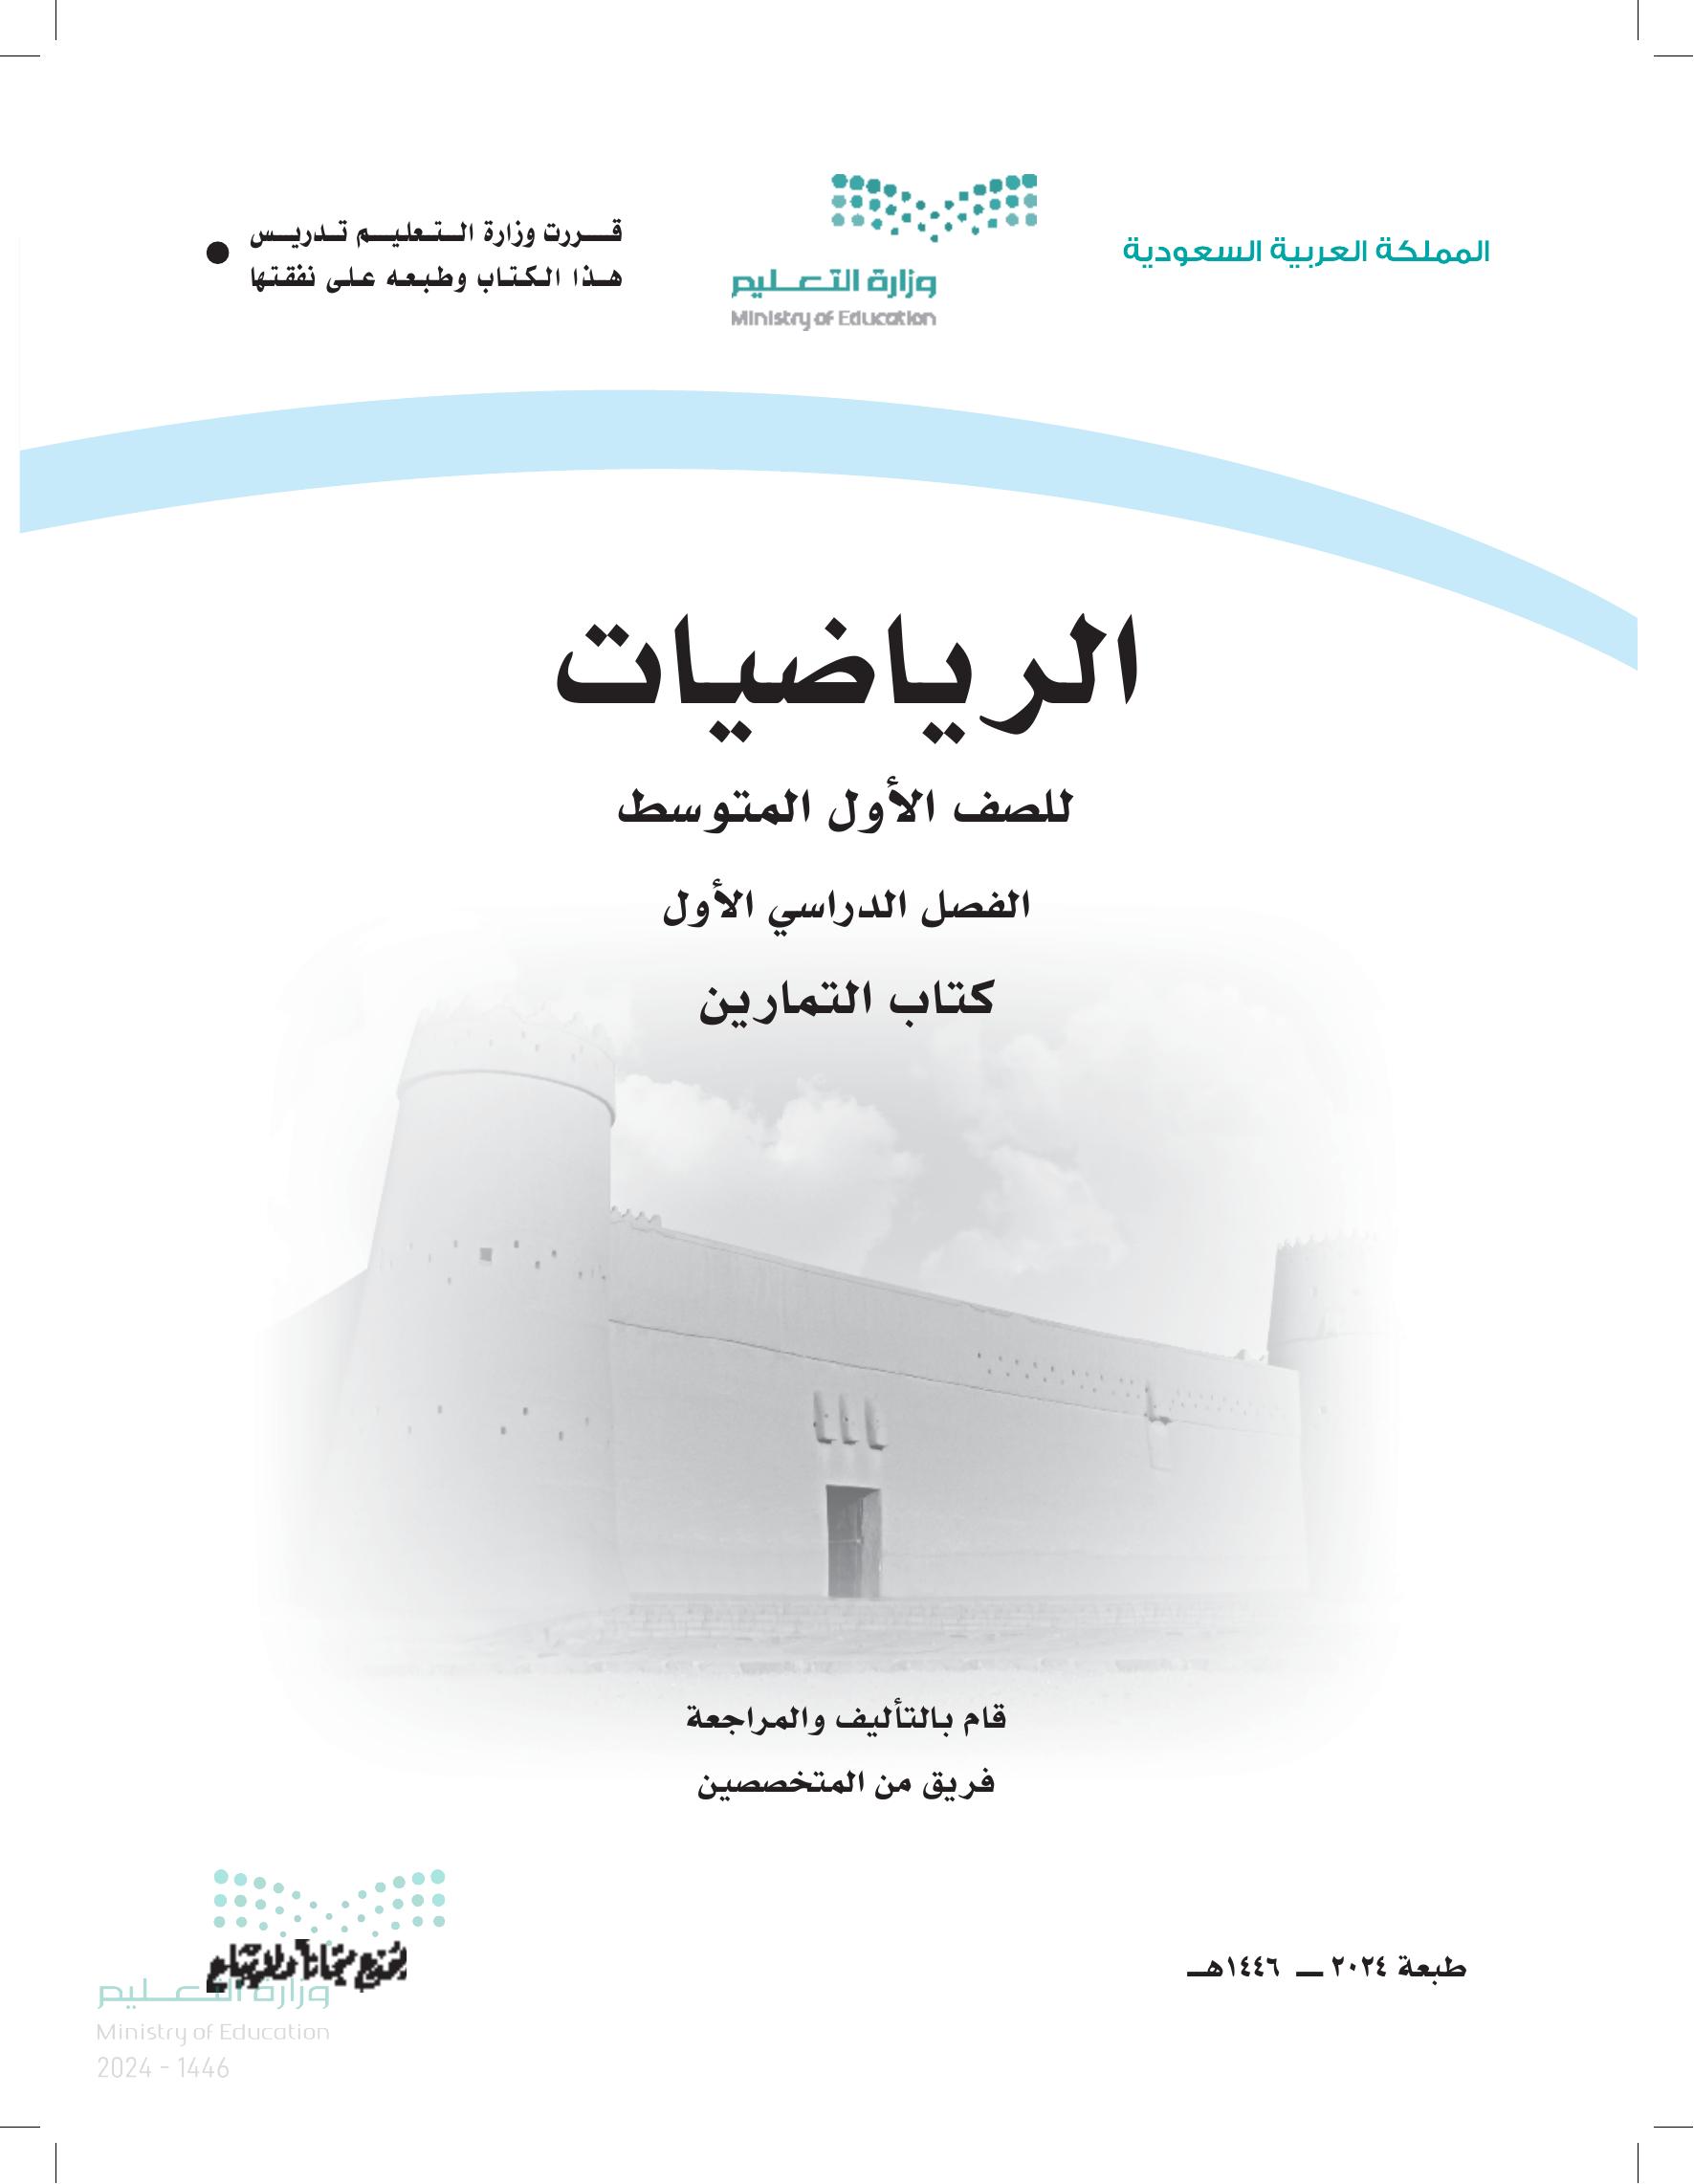 المملكة العربية السعودية
وزارة التعليم
Ministry of Education
قررت وزارة التعليم تدريس
هذا الكتاب وطبعه على نفقتها
الرياضيات
للصف الأول المتوسط
الفصل الدراسي الأول
كتاب التمارين
قام بالتأليف والمراجعة
فريق من المتخصصين
طبعة ٢٠٢٤ — ١٤٤٦هـ
وزارة التعليم
Ministry of Education
2024 - 1446